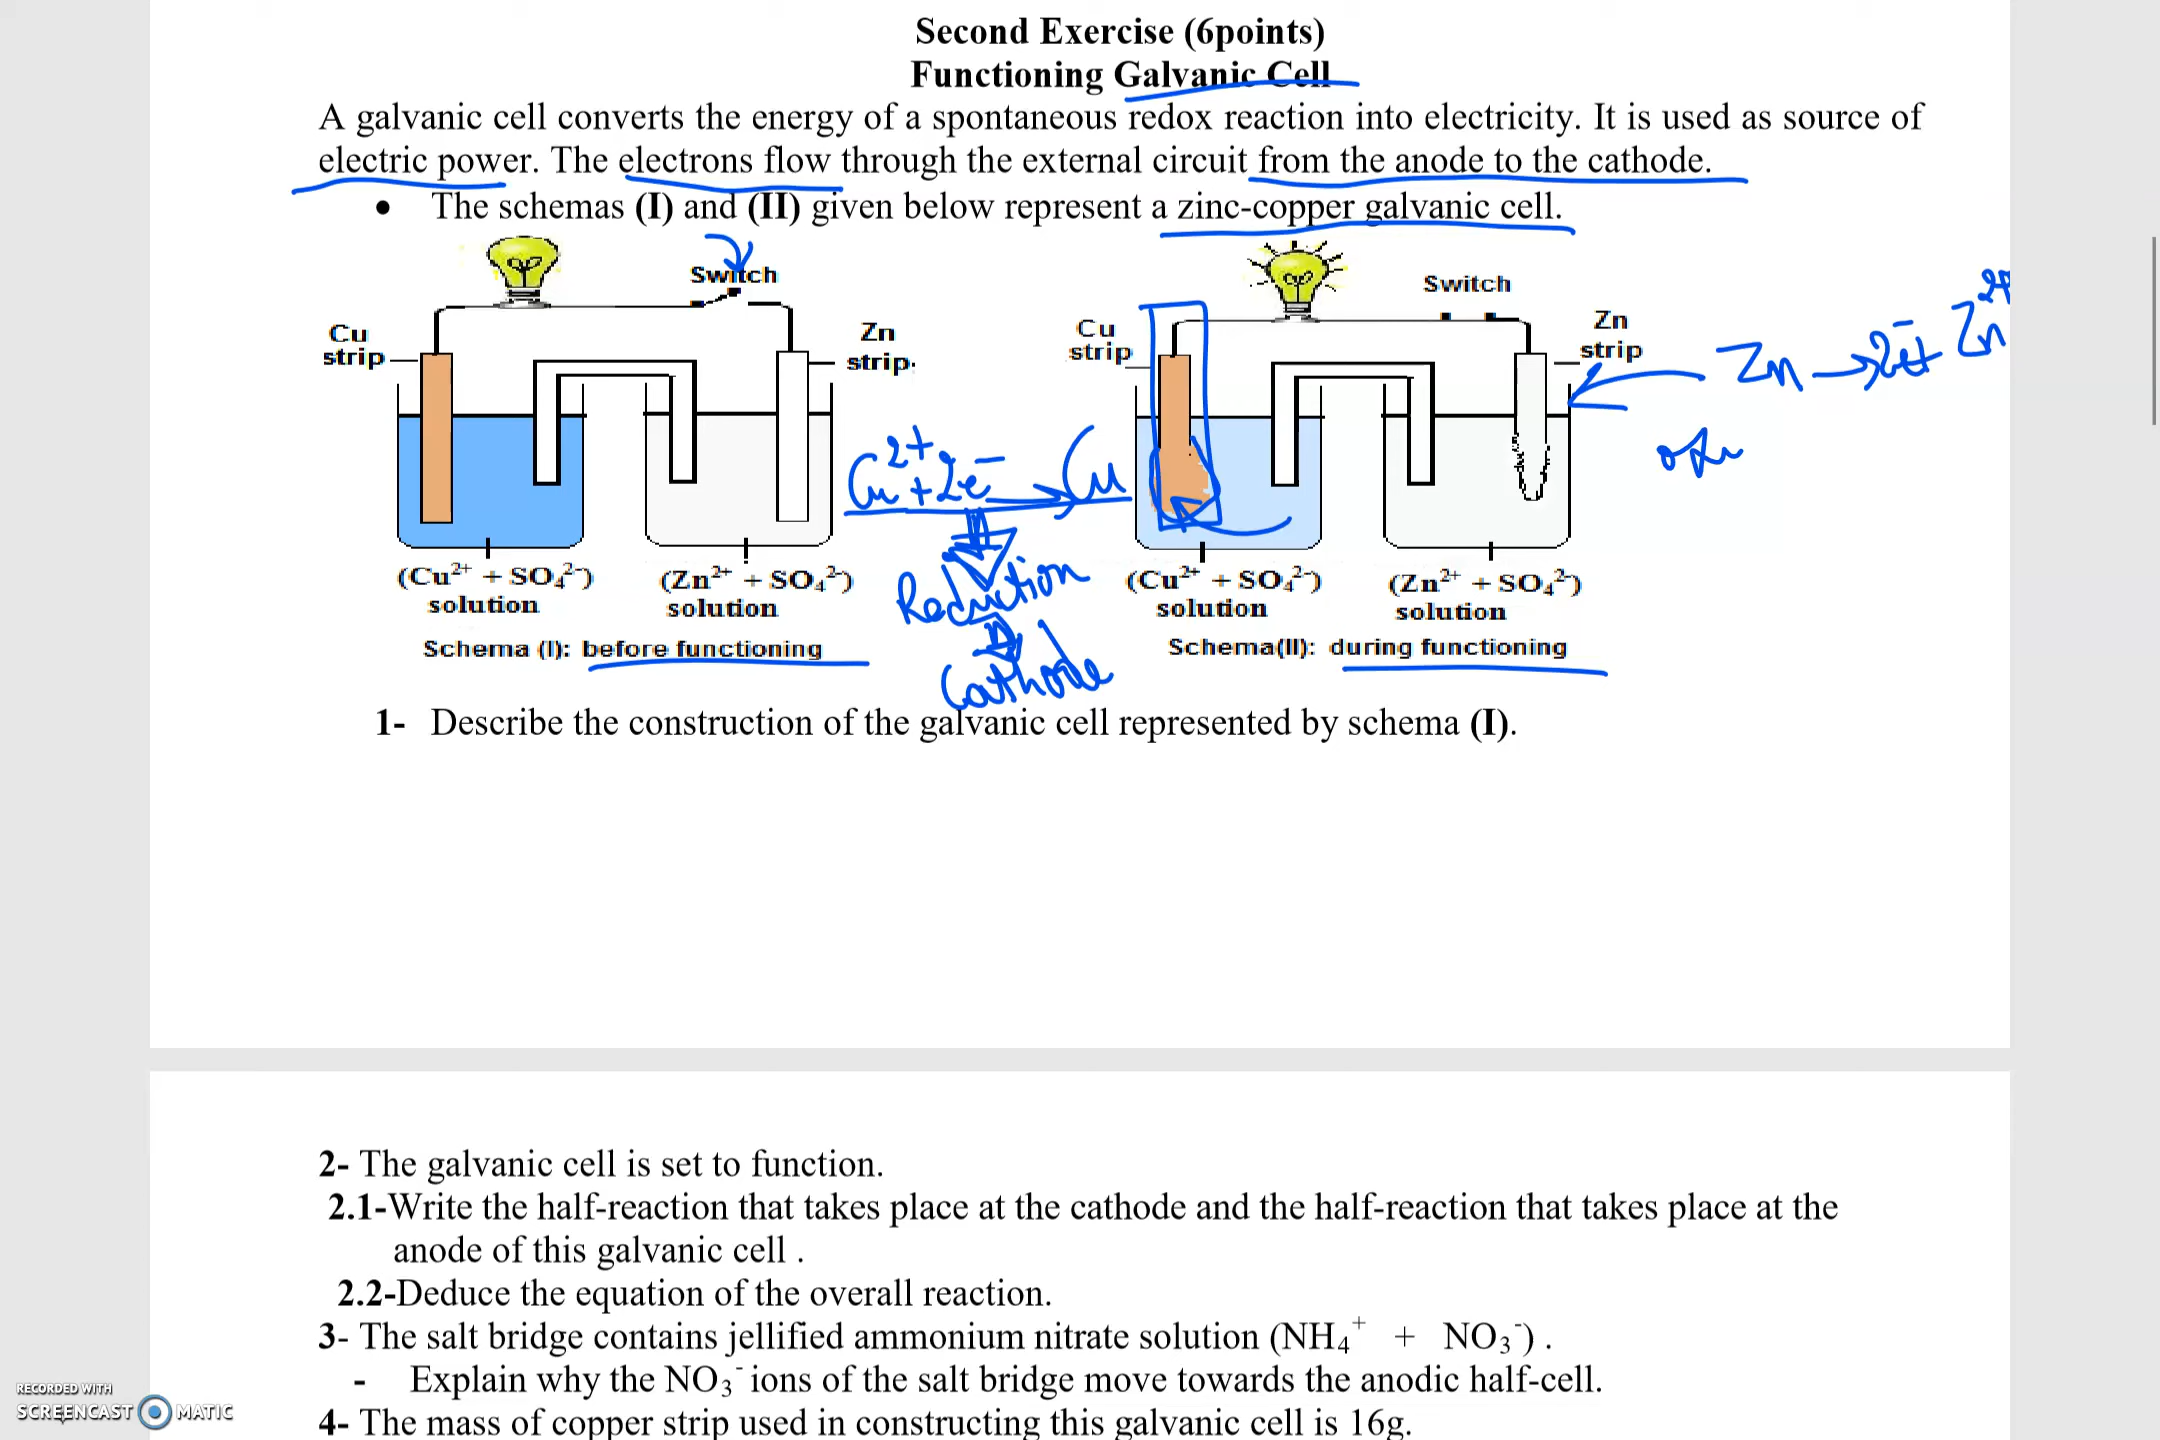 Second Exercise (6points)
Functioning Galvanic Cell
A galvanic cell converts the energy of a spontaneous redox reaction into electricity. It is used as source of
electric power. The electrons flow through the external circuit from the anode to the cathode.
• The schemas (I) and (II) given below represent a zinc-copper galvanic cell.
Switch
Cu
strip
Zn
strip.
(Cu²⁺ + SO₄²⁻)
solution
(Zn²⁺ + SO₄²⁻)
solution
Schema (I): before functioning
Cu²⁺ + 2e⁻ → Cu
Reduction
Cathode
Switch
Cu
strip
Zn
strip
Zn → 2e⁻ + Zn²⁺
(Cu²⁺ + SO₄²⁻)
solution
(Zn²⁺ + SO₄²⁻)
solution
Schema(II): during functioning
1- Describe the construction of the galvanic cell represented by schema (I).
2- The galvanic cell is set to function.
2.1-Write the half-reaction that takes place at the cathode and the half-reaction that takes place at the
anode of this galvanic cell .
2.2-Deduce the equation of the overall reaction.
3- The salt bridge contains jellified ammonium nitrate solution (NH₄⁺ + NO₃⁻) .
- Explain why the NO₃⁻ ions of the salt bridge move towards the anodic half-cell.
4- The mass of copper strip used in constructing this galvanic cell is 16g.
RECORDED WITH
SCREENCAST MATIC